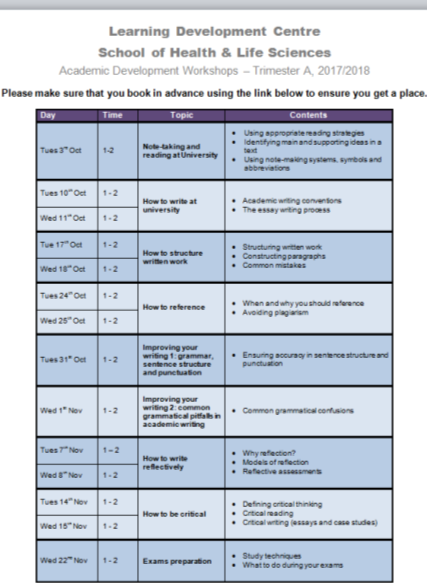 Learning Development Centre
School of Health & Life Sciences
Academic Development Workshops – Trimester A, 2017/2018
Please make sure that you book in advance using the link below to ensure you get a place.
Day Time Topic Contents
Tues 3rd Oct 1-2 Note-taking and reading at University
• Using appropriate reading strategies
• Identifying main and supporting ideas in a
text
• Using note-making systems, symbols and
abbreviations
Tues 10th Oct 1 - 2
Wed 11th Oct 1 - 2
How to write at
university
• Academic writing conventions
• The essay writing process
Tue 17th Oct 1 - 2
Wed 18th Oct 1 - 2
How to structure
written work
• Structuring written work
• Constructing paragraphs
• Common mistakes
Tues 24th Oct 1 - 2
Wed 25th Oct 1 - 2
How to reference
• When and why you should reference
• Avoiding plagiarism
Tues 31st Oct 1 - 2
Improving your
writing 1: grammar,
sentence structure
and punctuation
• Ensuring accuracy in sentence structure and
punctuation
Wed 1st Nov 1 - 2
Improving your
writing 2: common
grammatical pitfalls in
academic writing
• Common grammatical confusions
Tues 7th Nov 1 – 2
Wed 8th Nov 1 - 2
How to write
reflectively
• Why reflection?
• Models of reflection
• Reflective assessments
Tues 14th Nov 1 - 2
Wed 15th Nov 1 - 2
How to be critical
• Defining critical thinking
• Critical reading
• Critical writing (essays and case studies)
Wed 22nd Nov 1 - 2
Exams preparation
• Study techniques
• What to do during your exams